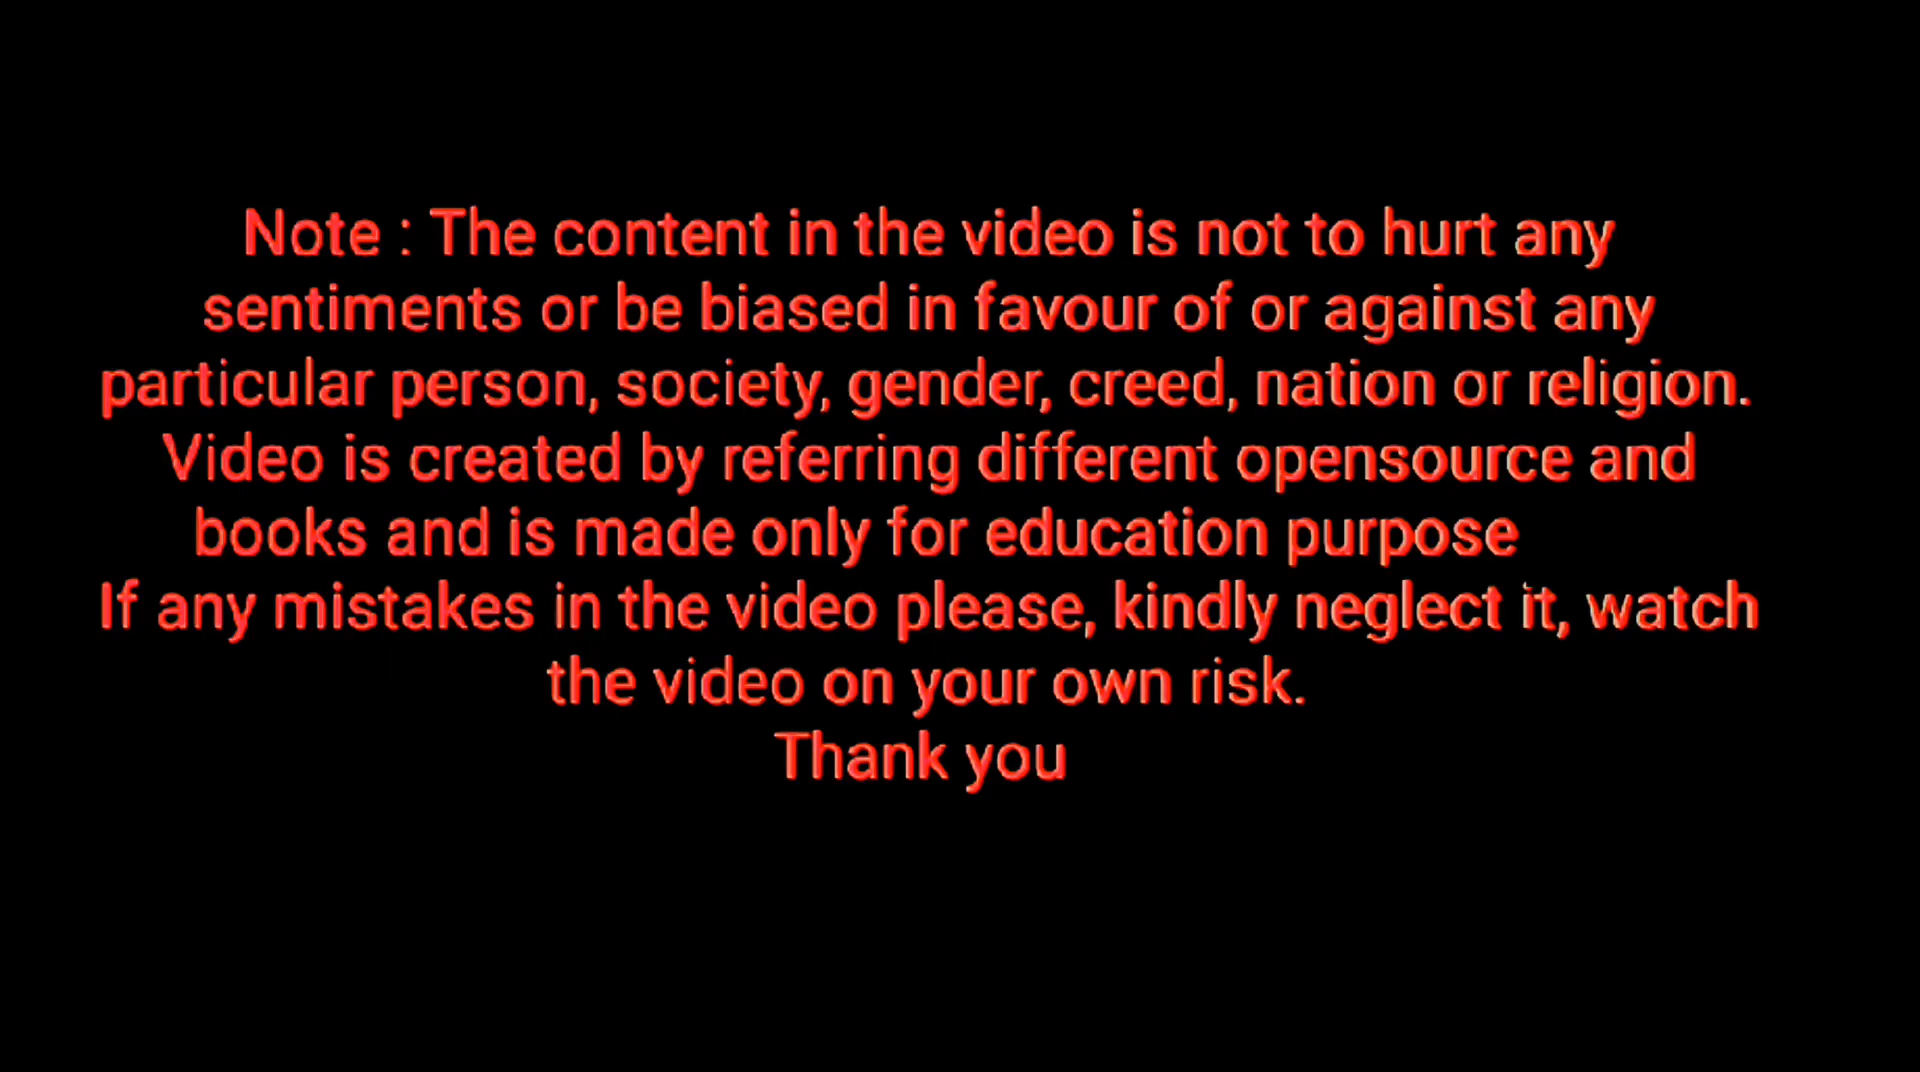 Note : The content in the video is not to hurt any
sentiments or be biased in favour of or against any
particular person, society, gender, creed, nation or religion.
Video is created by referring different opensource and
books and is made only for education purpose
If any mistakes in the video please, kindly neglect it, watch
the video on your own risk.
Thank you